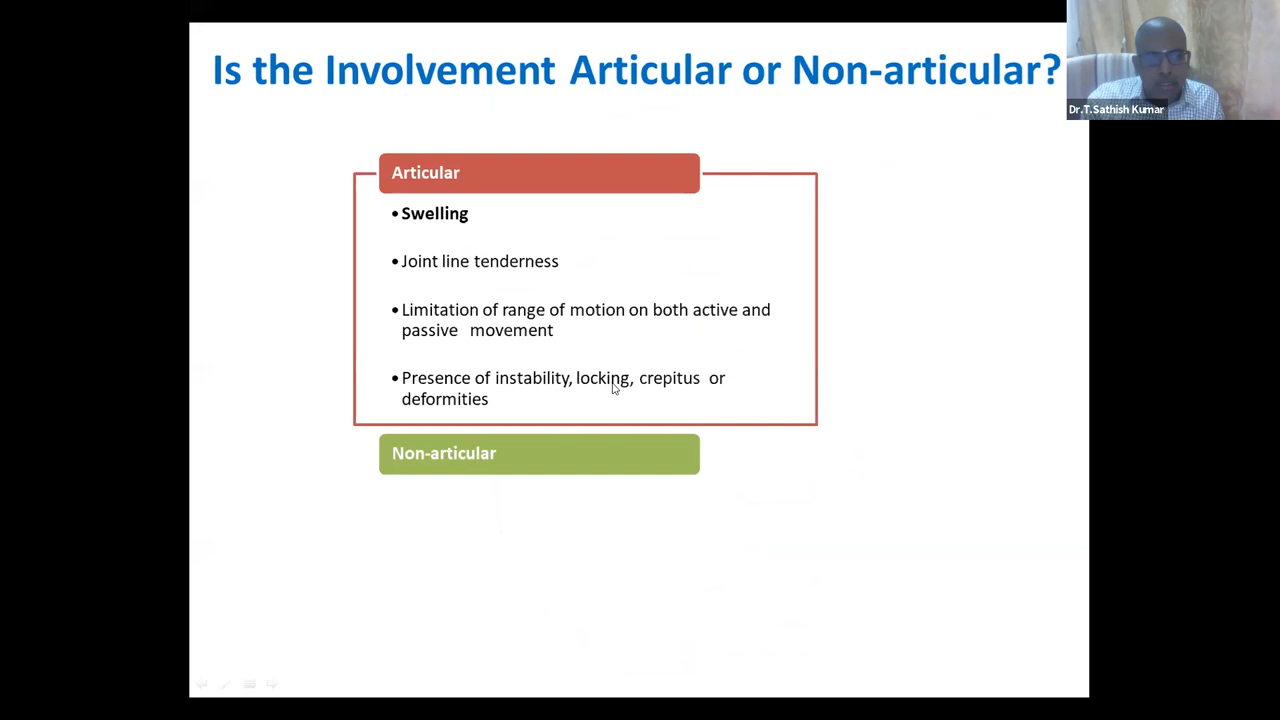 Is the Involvement Articular or Non-articular?
Dr.T.Sathish Kumar
Articular
•Swelling
•Joint line tenderness
•Limitation of range of motion on both active and
passive movement
•Presence of instability, locking, crepitus or
deformities
Non-articular